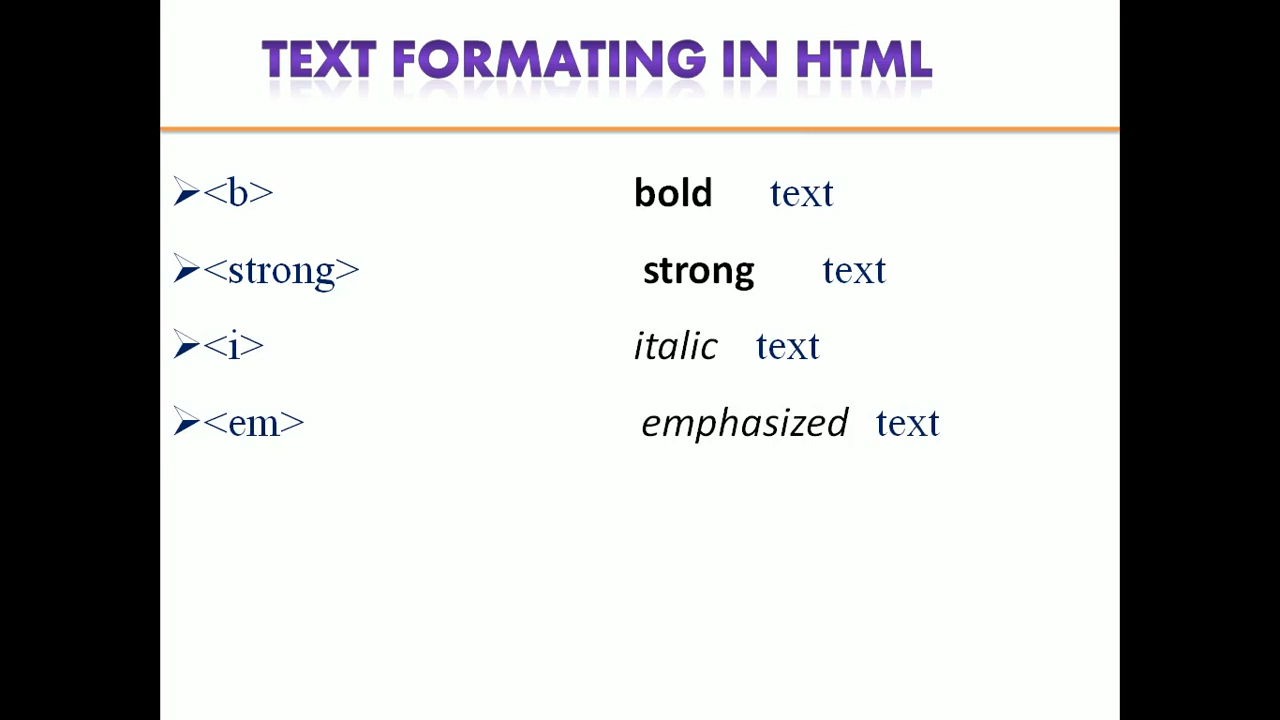 TEXT FORMATING IN HTML
<b> bold text
<strong> strong text
<i> italic text
<em> emphasized text